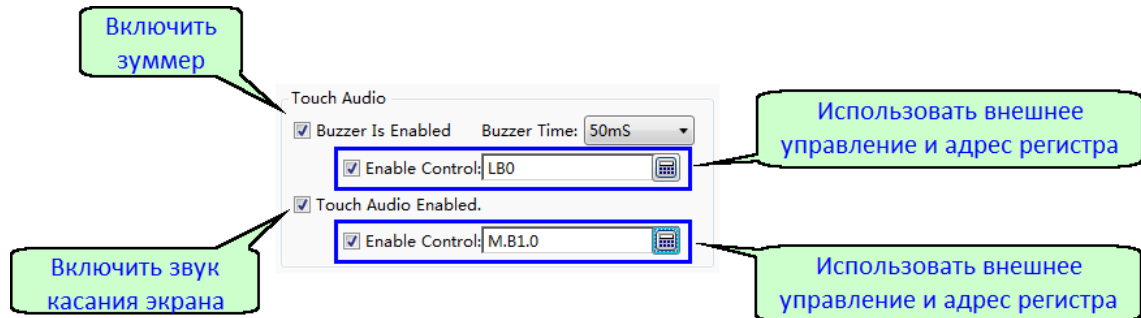 Включить
зуммер
Touch Audio
Buzzer Is Enabled Buzzer Time: 50mS
Использовать внешнее
управление и адрес регистра
Enable Control: LB0
Touch Audio Enabled.
Enable Control: M.B1.0
Включить звук
касания экрана
Использовать внешнее
управление и адрес регистра